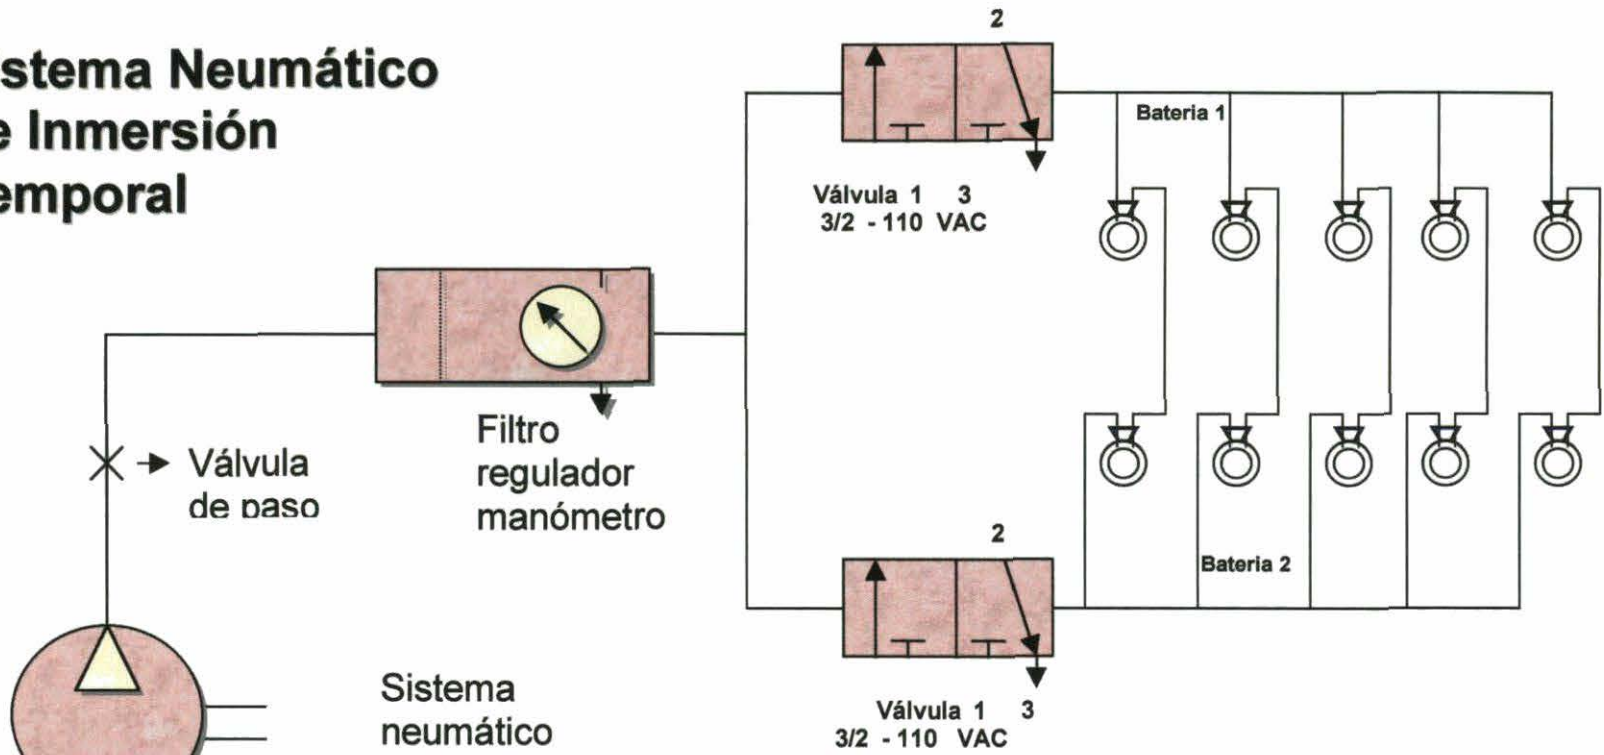 istema Neumático
e Inmersión
emporal
2
Bateria 1
Válvula 1 3
3/2 - 110 VAC
Filtro
regulador
manómetro
Válvula
de paso
2
Bateria 2
Válvula 1 3
3/2 - 110 VAC
Sistema
neumático